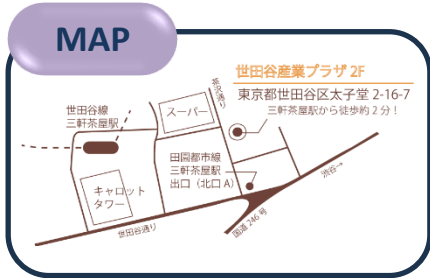 MAP
世田谷産業プラザ 2F
東京都世田谷区太子堂 2-16-7
三軒茶屋駅から徒歩約2分！
茶沢通り
スーパー
世田谷線
三軒茶屋駅
田園都市線
三軒茶屋駅
出口（北口A）
キャロット
タワー
世田谷通り
国道246号
渋谷→